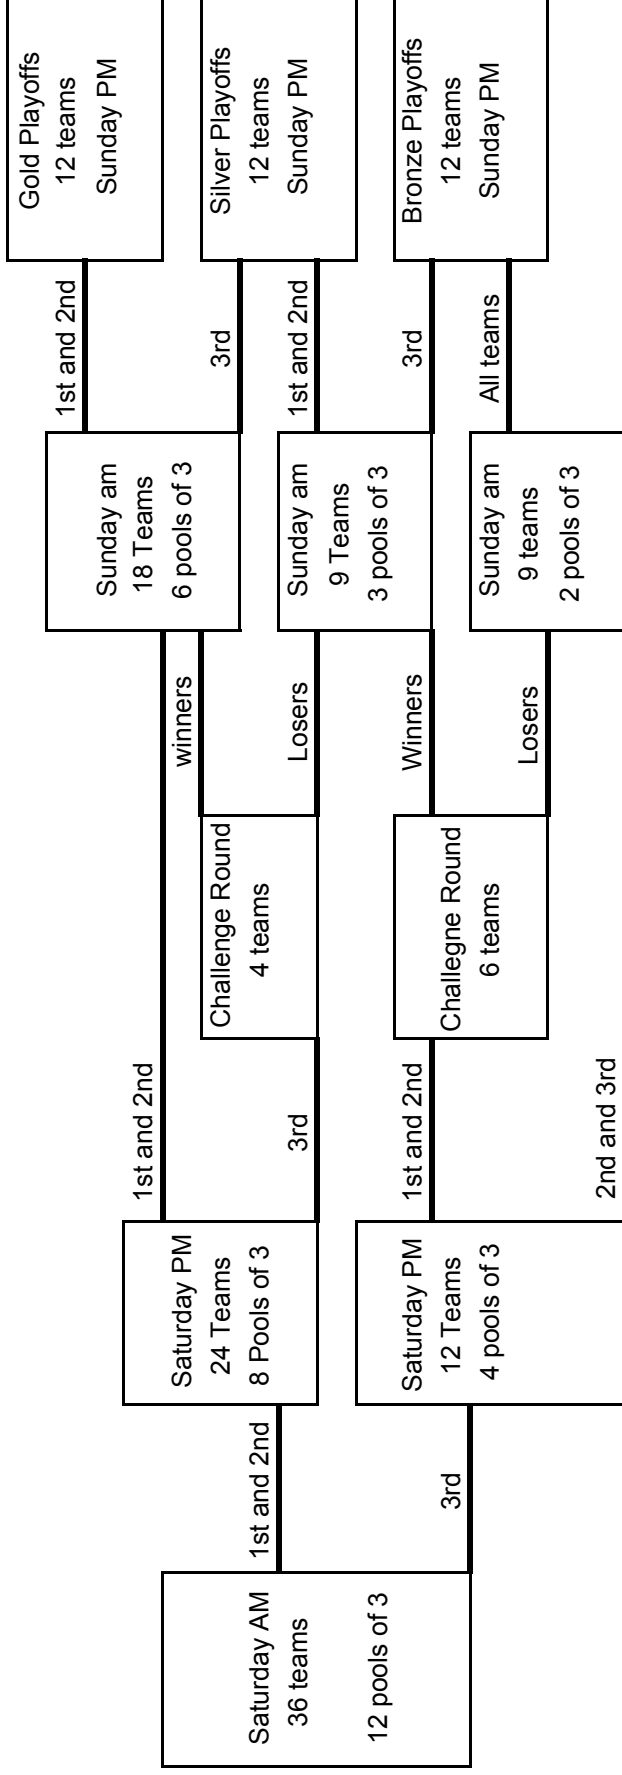 Saturday AM
36 teams
12 pools of 3
1st and 2nd
3rd
Saturday PM
24 Teams
8 Pools of 3
Saturday PM
12 Teams
4 pools of 3
1st and 2nd
3rd
1st and 2nd
2nd and 3rd
Challenge Round
4 teams
Challegne Round
6 teams
winners
Losers
Winners
Losers
Sunday am
18 Teams
6 pools of 3
Sunday am
9 Teams
3 pools of 3
Sunday am
9 teams
2 pools of 3
1st and 2nd
3rd
1st and 2nd
3rd
All teams
Gold Playoffs
12 teams
Sunday PM
Silver Playoffs
12 teams
Sunday PM
Bronze Playoffs
12 teams
Sunday PM